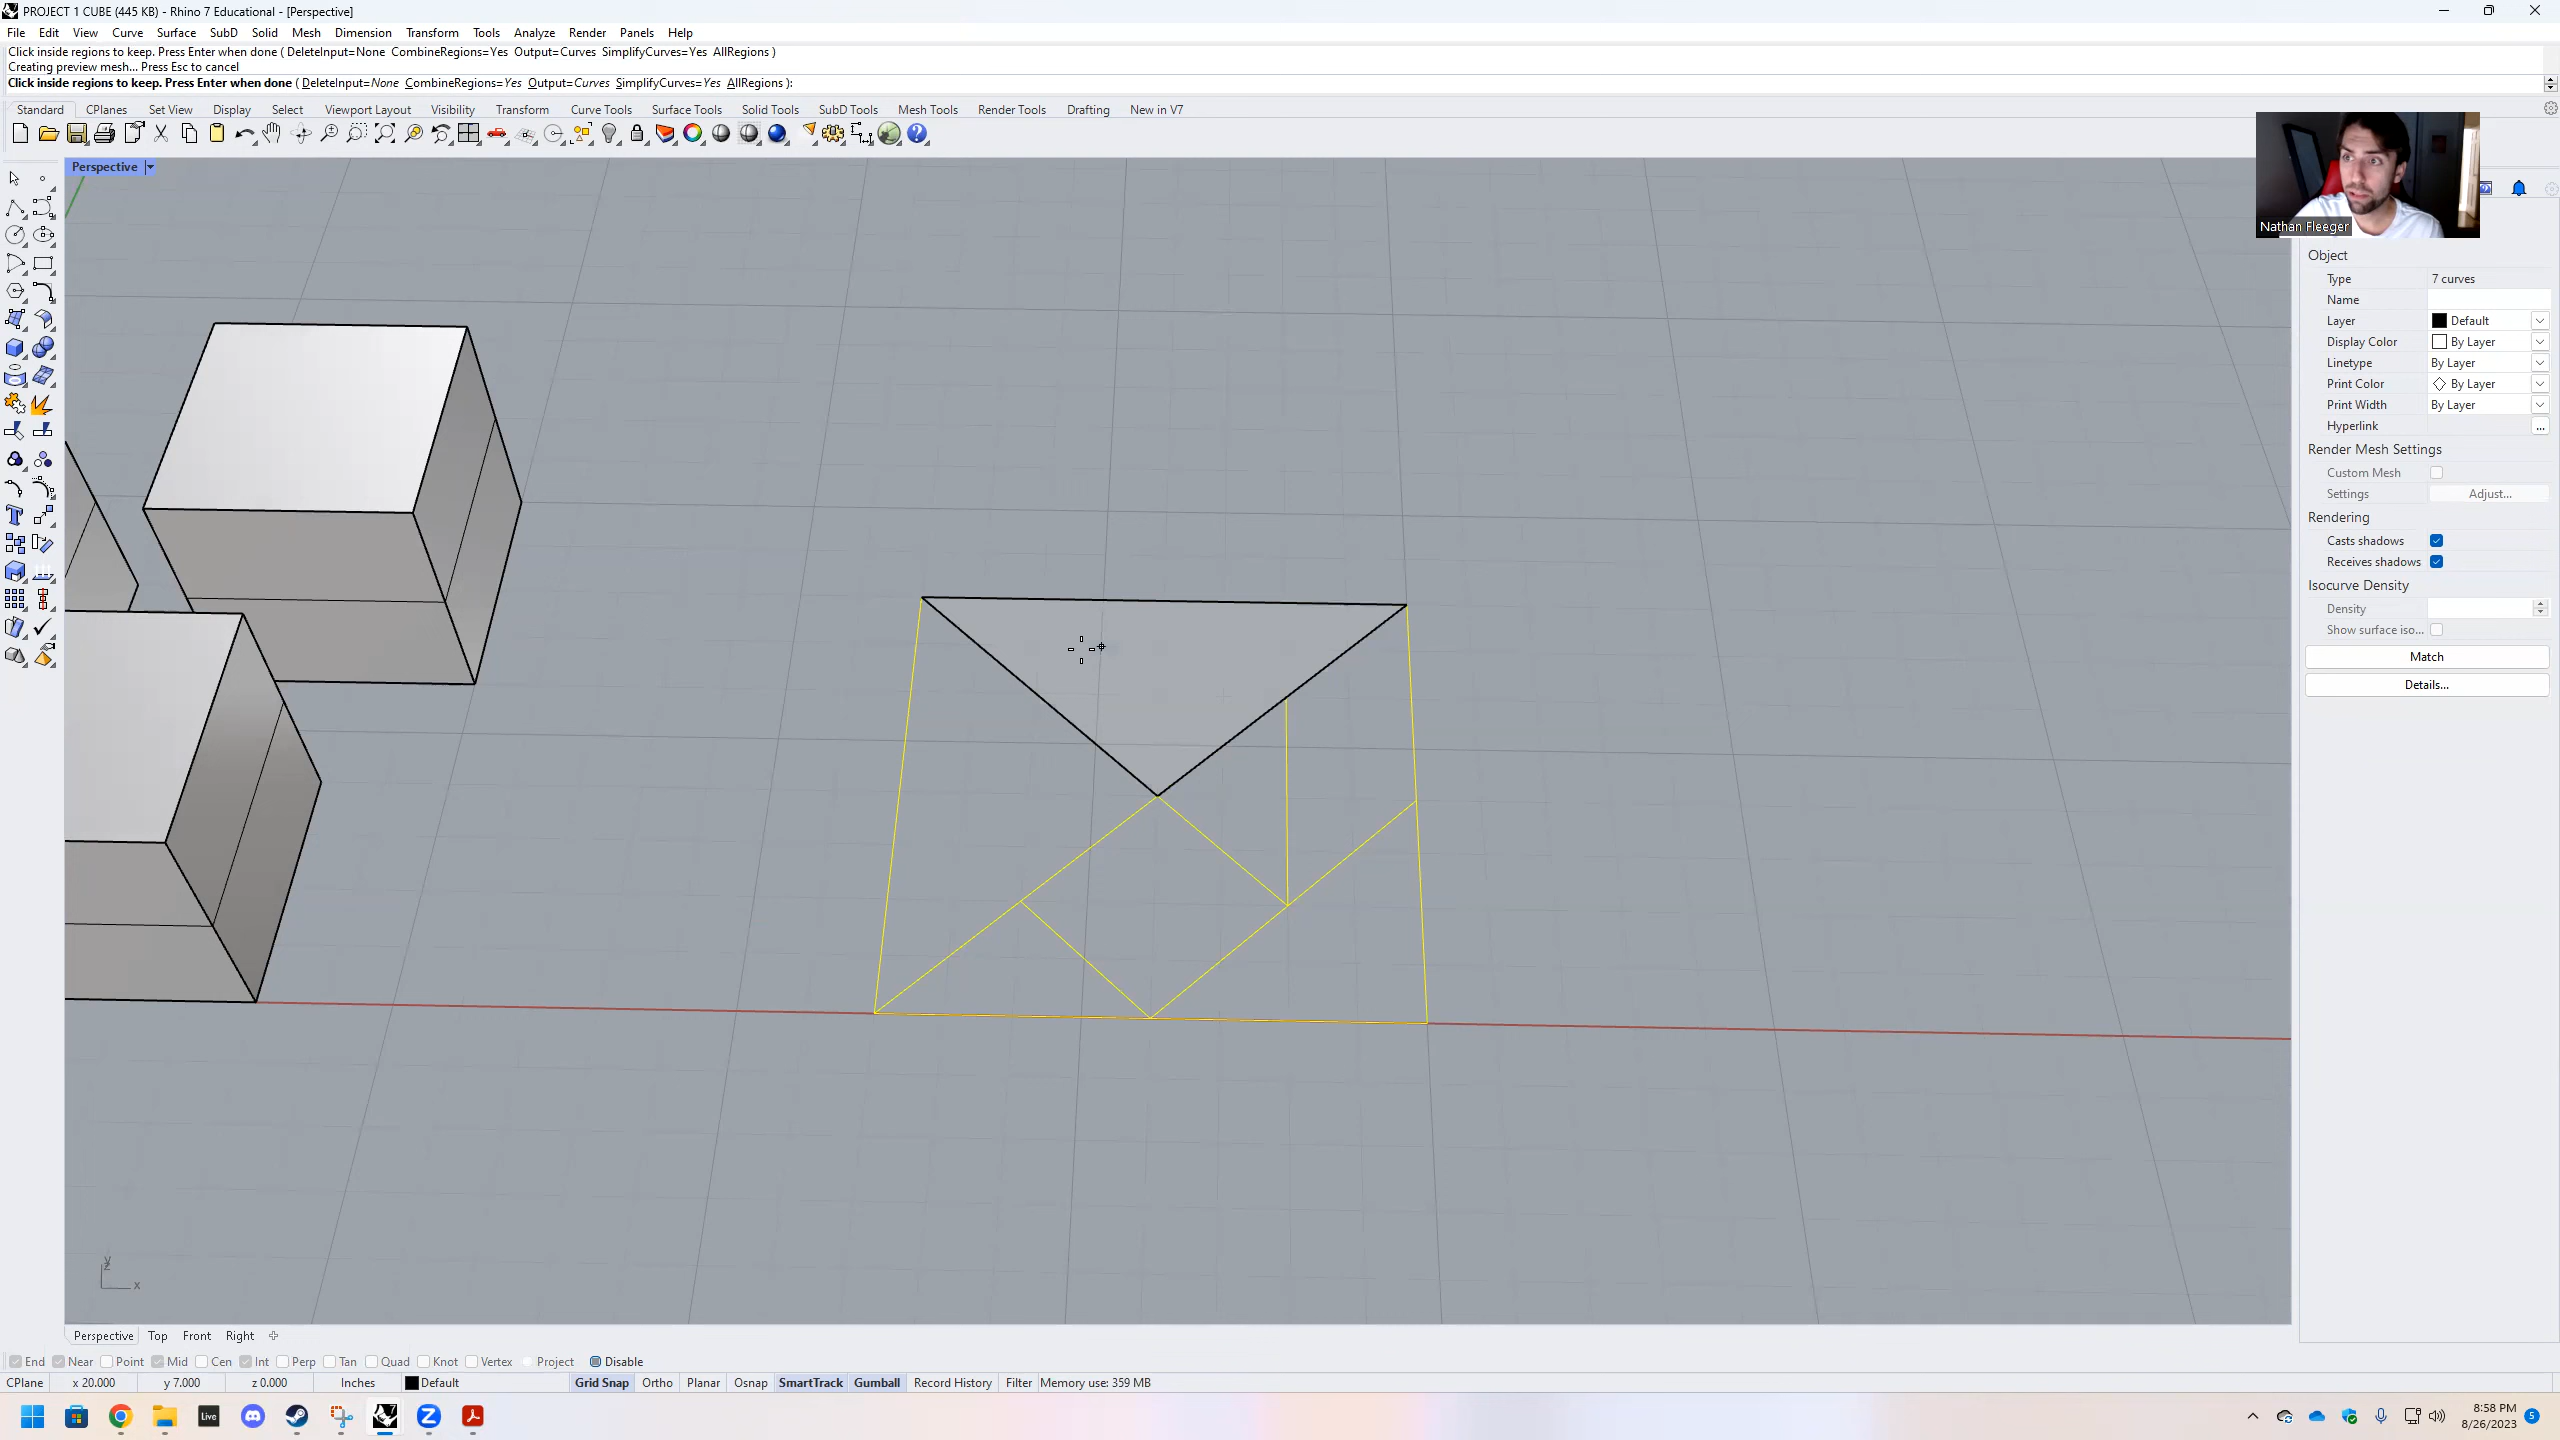 PROJECT 1 CUBE (445 KB) - Rhino 7 Educational - [Perspective]
File Edit View Curve Surface SubD Solid Mesh Dimension Transform Tools Analyze Render Panels Help
Click inside regions to keep. Press Enter when done ( DeleteInput=None CombineRegions=Yes Output=Curves SimplifyCurves=Yes AllRegions )
Creating preview mesh... Press Esc to cancel
Click inside regions to keep. Press Enter when done ( DeleteInput=None CombineRegions=Yes Output=Curves SimplifyCurves=Yes AllRegions ):
Standard CPlanes Set View Display Select Viewport Layout Visibility Transform Curve Tools Surface Tools Solid Tools SubD Tools Mesh Tools Render Tools Drafting New in V7
Perspective
Nathan Fleeger
Object
Type 7 curves
Name
Layer Default
Display Color By Layer
Linetype By Layer
Print Color By Layer
Print Width By Layer
Hyperlink ...
Render Mesh Settings
Custom Mesh
Settings Adjust...
Rendering
Casts shadows
Receives shadows
Isocurve Density
Density
Show surface iso...
Match
Details...
y
z
x
Perspective Top Front Right
End Near Point Mid Cen Int Perp Tan Quad Knot Vertex Project Disable
CPlane x 20.000 y 7.000 z 0.000 Inches Default Grid Snap Ortho Planar Osnap SmartTrack Gumball Record History Filter Memory use: 359 MB
Live
8:58 PM
8/26/2023
5